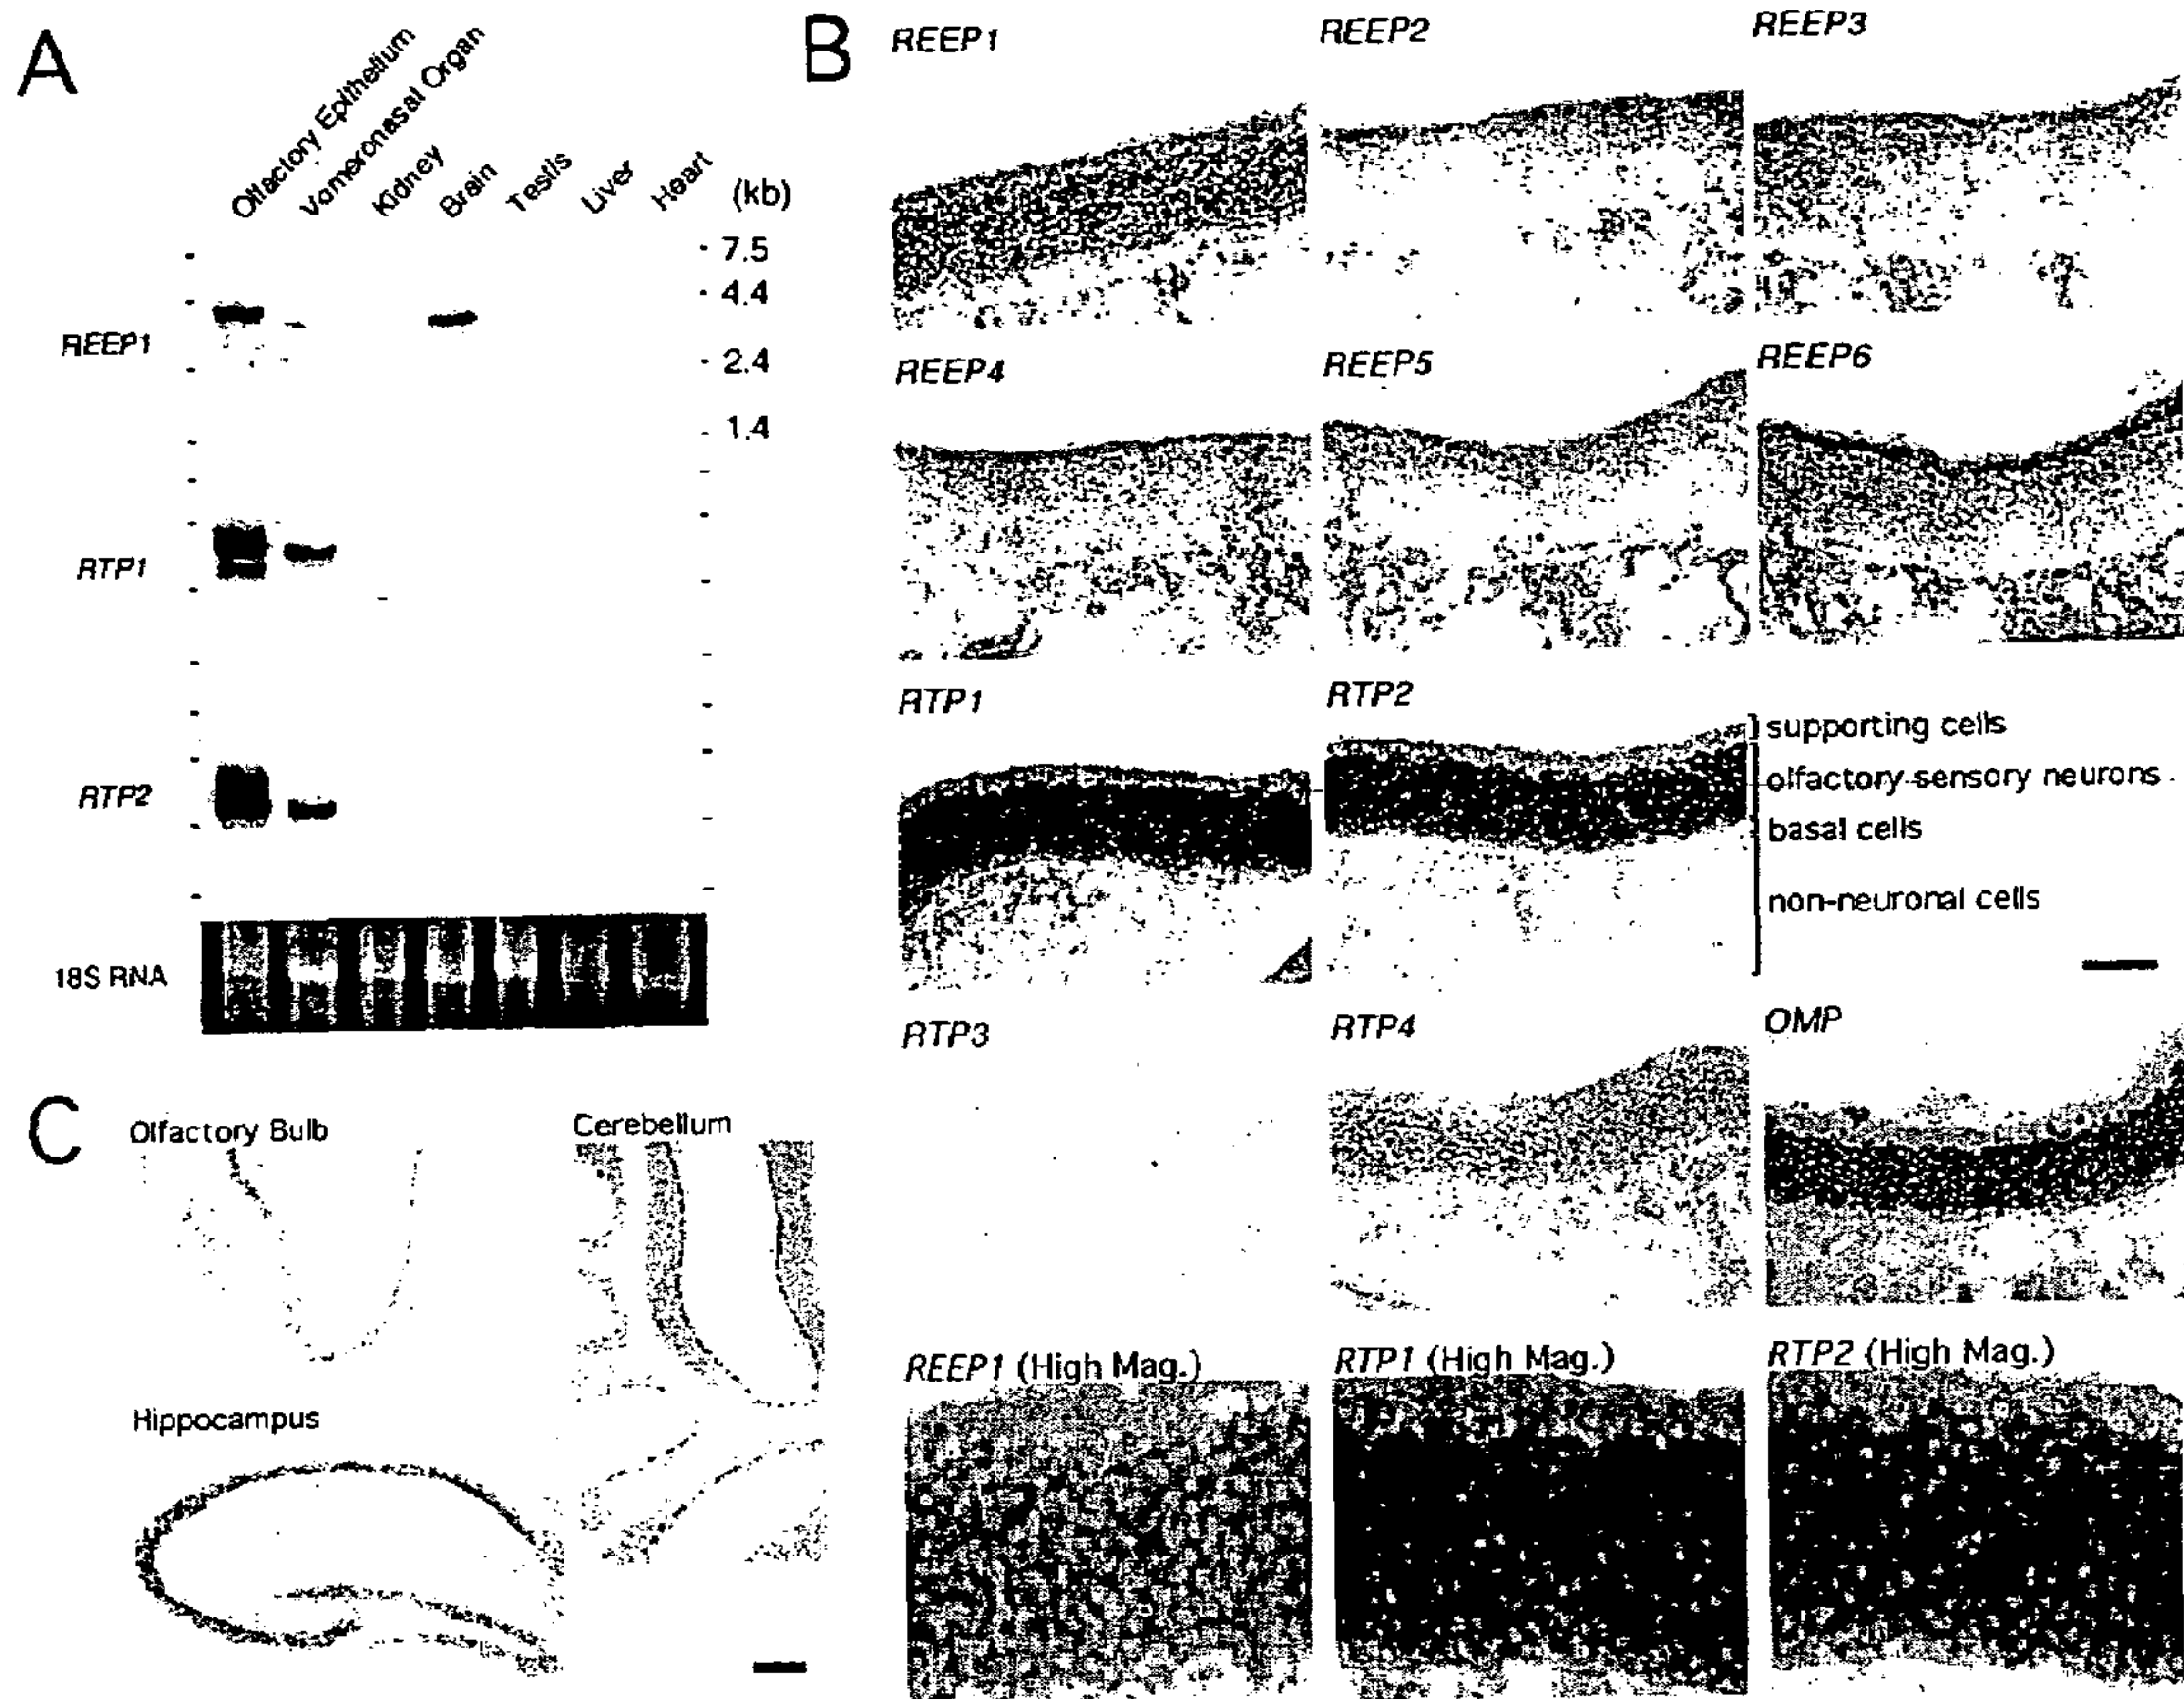 A
Olfactory Epithelium
Vomeronasal Organ
Kidney
Brain
Testis
Liver
Heart
(kb)
7.5
4.4
2.4
1.4
REEP1
RTP1
RTP2
18S RNA
B
REEP1
REEP2
REEP3
REEP4
REEP5
REEP6
RTP1
RTP2
supporting cells
olfactory sensory neurons
basal cells
non-neuronal cells
RTP3
RTP4
OMP
REEP1 (High Mag.)
RTP1 (High Mag.)
RTP2 (High Mag.)
C
Olfactory Bulb
Cerebellum
Hippocampus